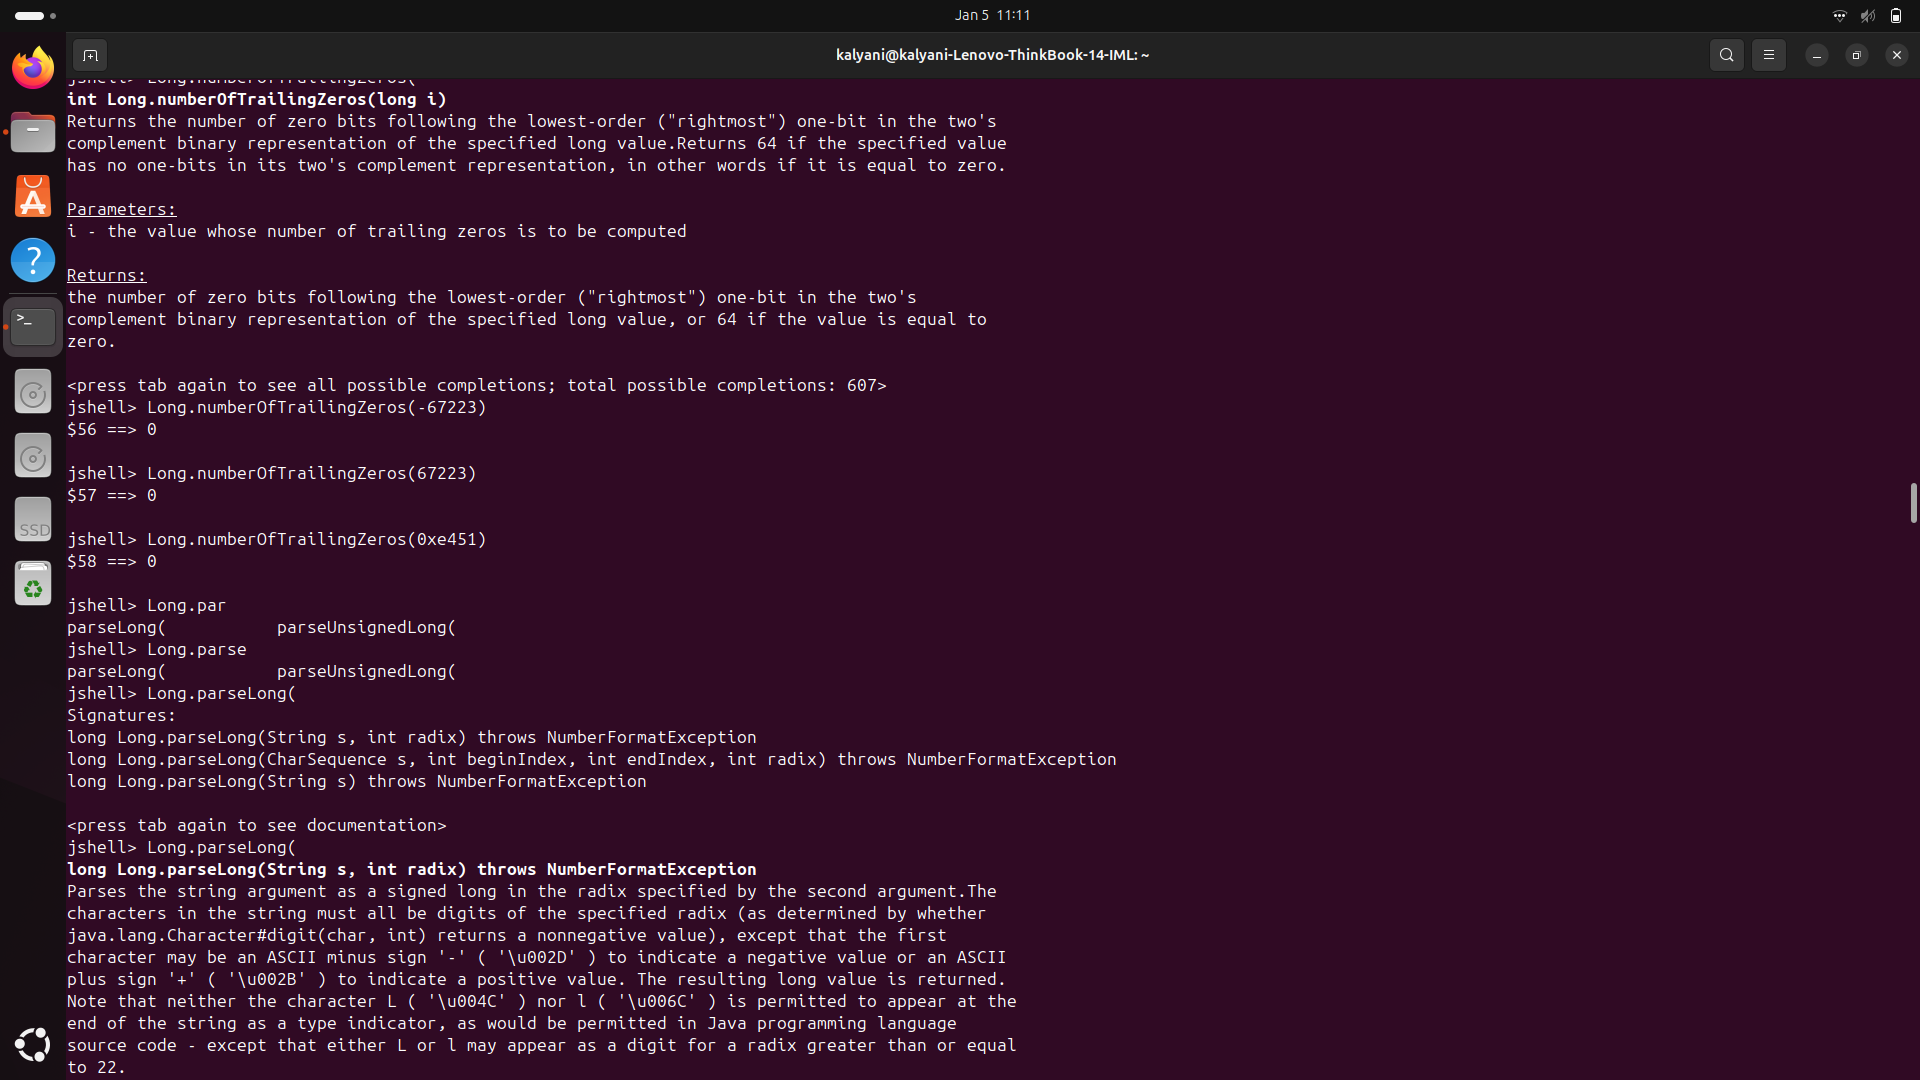 Jan 5 11:11
kalyani@kalyani-Lenovo-ThinkBook-14-IML: ~
jshell> Long.numberOfTrailingZeros(
int Long.numberOfTrailingZeros(long i)
Returns the number of zero bits following the lowest-order ("rightmost") one-bit in the two's
complement binary representation of the specified long value.Returns 64 if the specified value
has no one-bits in its two's complement representation, in other words if it is equal to zero.
Parameters:
i - the value whose number of trailing zeros is to be computed
Returns:
the number of zero bits following the lowest-order ("rightmost") one-bit in the two's
complement binary representation of the specified long value, or 64 if the value is equal to
zero.
<press tab again to see all possible completions; total possible completions: 607>
jshell> Long.numberOfTrailingZeros(-67223)
$56 ==> 0
jshell> Long.numberOfTrailingZeros(67223)
$57 ==> 0
jshell> Long.numberOfTrailingZeros(0xe451)
$58 ==> 0
jshell> Long.par
parseLong(           parseUnsignedLong(
jshell> Long.parse
parseLong(           parseUnsignedLong(
jshell> Long.parseLong(
Signatures:
long Long.parseLong(String s, int radix) throws NumberFormatException
long Long.parseLong(CharSequence s, int beginIndex, int endIndex, int radix) throws NumberFormatException
long Long.parseLong(String s) throws NumberFormatException
<press tab again to see documentation>
jshell> Long.parseLong(
long Long.parseLong(String s, int radix) throws NumberFormatException
Parses the string argument as a signed long in the radix specified by the second argument.The
characters in the string must all be digits of the specified radix (as determined by whether
java.lang.Character#digit(char, int) returns a nonnegative value), except that the first
character may be an ASCII minus sign '-' ( '\u002D' ) to indicate a negative value or an ASCII
plus sign '+' ( '\u002B' ) to indicate a positive value. The resulting long value is returned.
Note that neither the character L ( '\u004C' ) nor l ( '\u006C' ) is permitted to appear at the
end of the string as a type indicator, as would be permitted in Java programming language
source code - except that either L or l may appear as a digit for a radix greater than or equal
to 22.
SSD